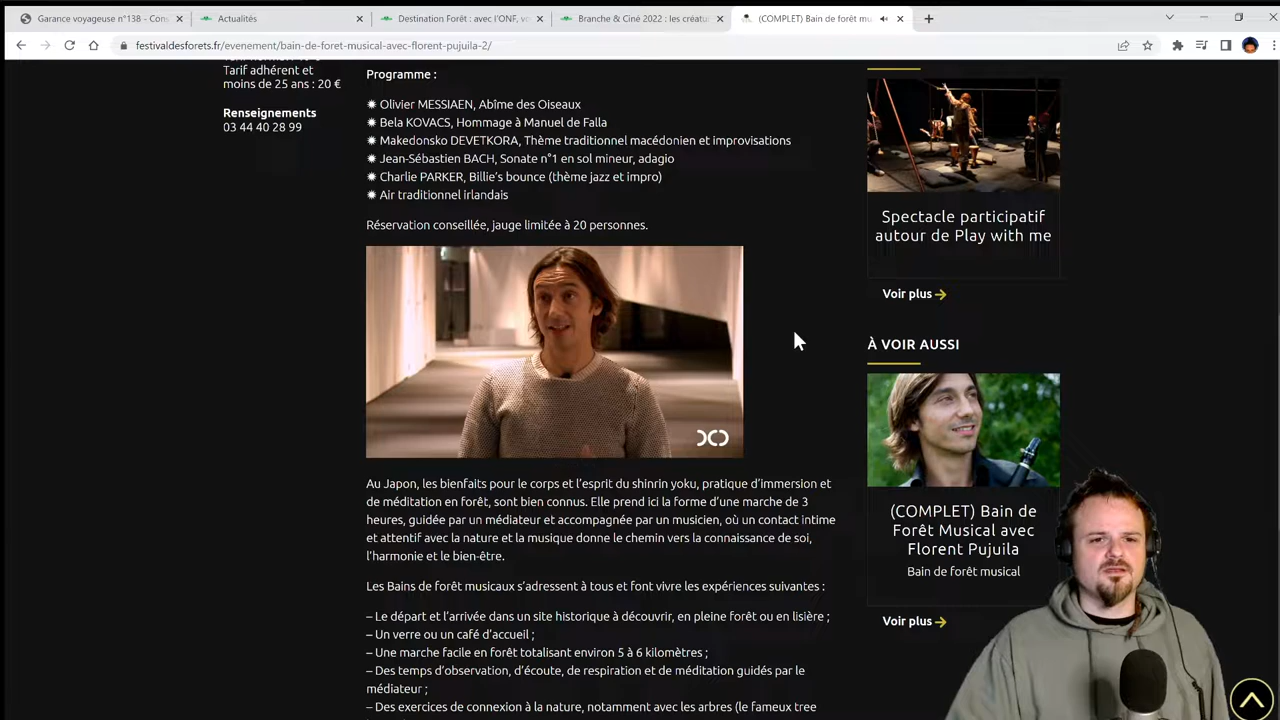 Garance voyageuse n°138 - Con
Actualités
Destination Forêt : avec l'ONF, v
Branche & Ciné 2022 : les créatu
(COMPLET) Bain de forêt mu
festivaldesforets.fr/evenement/bain-de-foret-musical-avec-florent-pujuila-2/
Tarif adhérent et
moins de 25 ans : 20 €
Renseignements
03 44 40 28 99
Programme :
✹ Olivier MESSIAEN, Abîme des Oiseaux
✹ Bela KOVACS, Hommage à Manuel de Falla
✹ Makedonsko DEVETKORA, Thème traditionnel macédonien et improvisations
✹ Jean-Sébastien BACH, Sonate n°1 en sol mineur, adagio
✹ Charlie PARKER, Billie's bounce (thème jazz et impro)
✹ Air traditionnel irlandais
Réservation conseillée, jauge limitée à 20 personnes.
Au Japon, les bienfaits pour le corps et l'esprit du shinrin yoku, pratique d'immersion et
de méditation en forêt, sont bien connus. Elle prend ici la forme d'une marche de 3
heures, guidée par un médiateur et accompagnée par un musicien, où un contact intime
et attentif avec la nature et la musique donne le chemin vers la connaissance de soi,
l'harmonie et le bien-être.
Les Bains de forêt musicaux s'adressent à tous et font vivre les expériences suivantes :
– Le départ et l'arrivée dans un site historique à découvrir, en pleine forêt ou en lisière ;
– Un verre ou un café d'accueil ;
– Une marche facile en forêt totalisant environ 5 à 6 kilomètres ;
– Des temps d'observation, d'écoute, de respiration et de méditation guidés par le
médiateur ;
– Des exercices de connexion à la nature, notamment avec les arbres (le fameux tree
Spectacle participatif
autour de Play with me
Voir plus →
À VOIR AUSSI
(COMPLET) Bain de
Forêt Musical avec
Florent Pujuila
Bain de forêt musical
Voir plus →